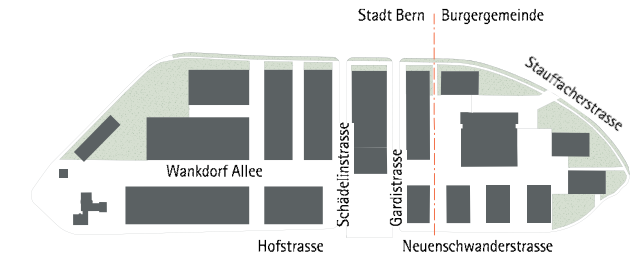 Stadt Bern Burgergemeinde
Stauffacherstrasse
Wankdorf Allee
Schädelinstrasse
Gardistrasse
Hofstrasse
Neuenschwanderstrasse